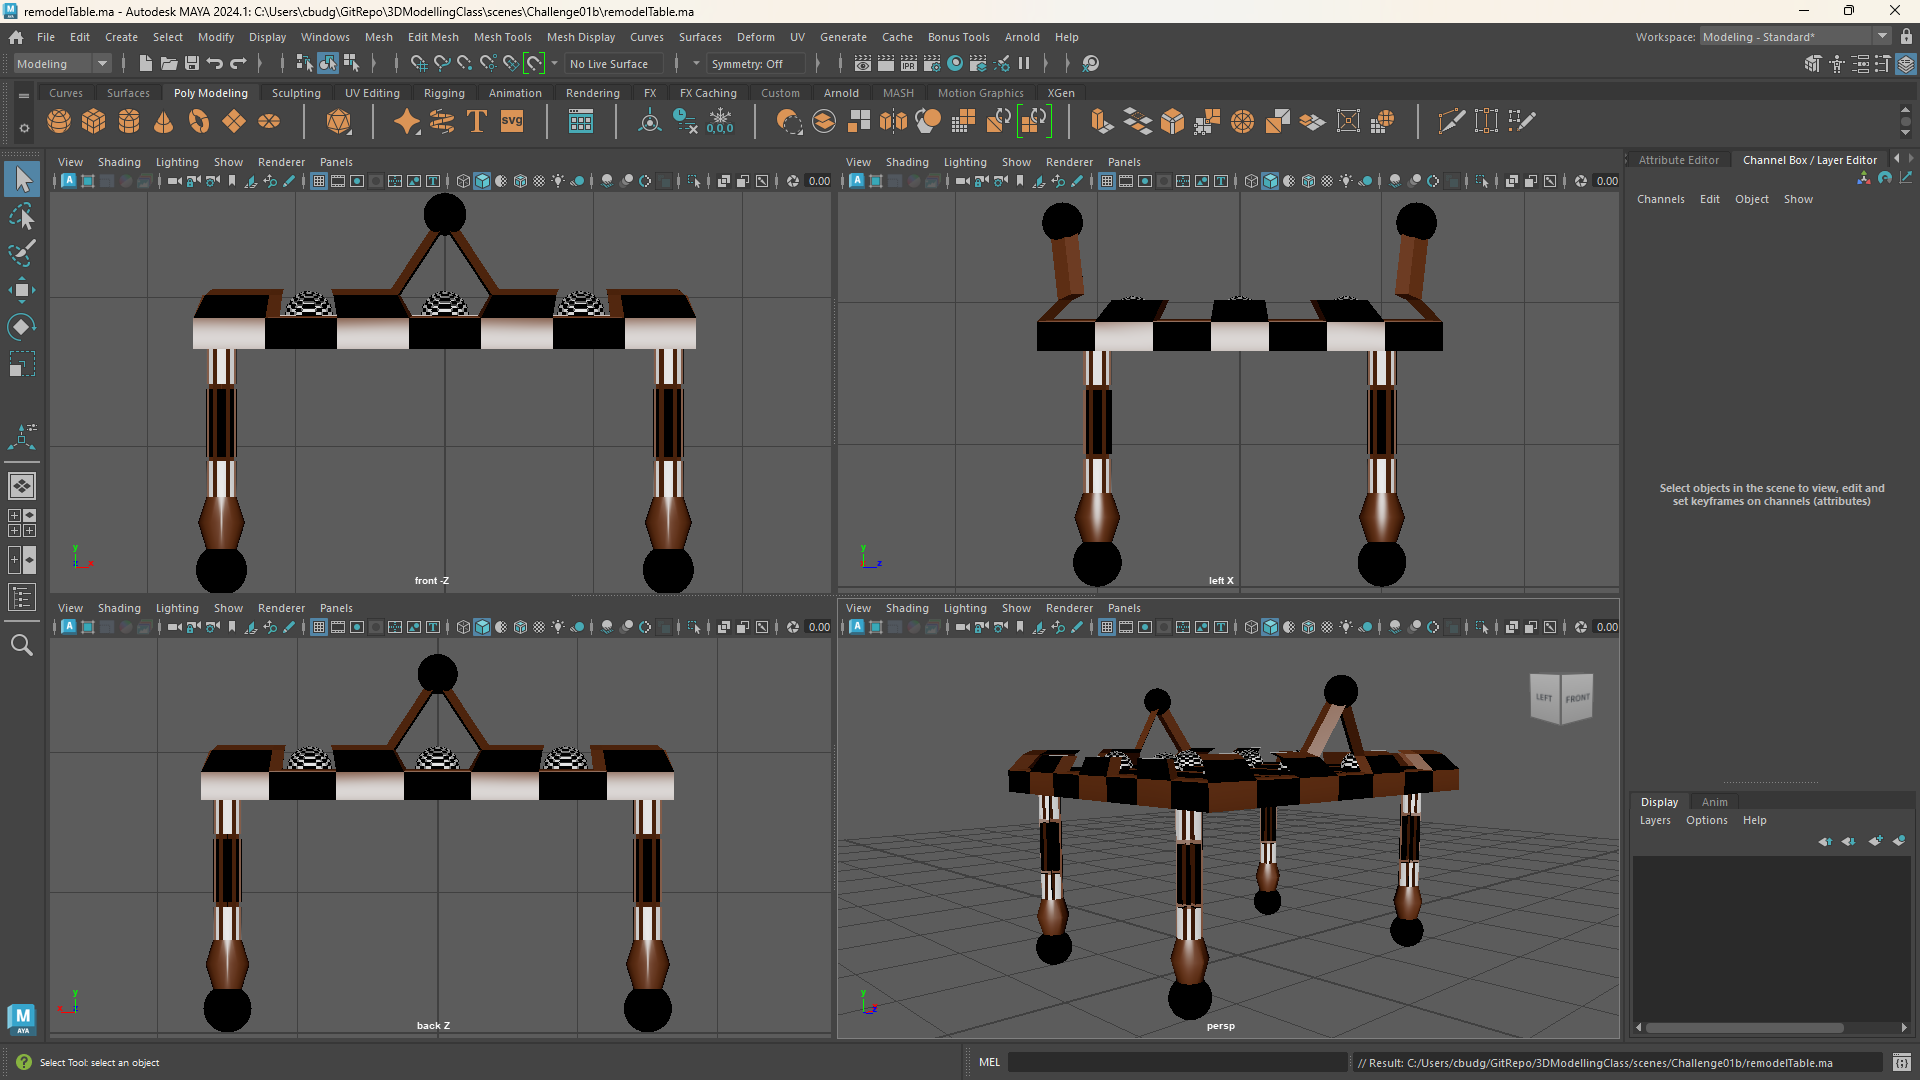 remodelTable.ma - Autodesk MAYA 2024.1: C:\Users\cbudg\GitRepo\3DModellingClass\scenes\Challenge01b\remodelTable.ma
File Edit Create Select Modify Display Windows Mesh Edit Mesh Mesh Tools Mesh Display Curves Surfaces Deform UV Generate Cache Bonus Tools Arnold Help Workspace: Modeling - Standard*
Modeling No Live Surface Symmetry: Off IPR
Curves Surfaces Poly Modeling Sculpting UV Editing Rigging Animation Rendering FX FX Caching Custom Arnold MASH Motion Graphics XGen
T SVG 0,0,0
View Shading Lighting Show Renderer Panels
0.00
front -Z
View Shading Lighting Show Renderer Panels
0.00
left X
Attribute Editor Channel Box / Layer Editor
Channels Edit Object Show
Select objects in the scene to view, edit and
set keyframes on channels (attributes)
View Shading Lighting Show Renderer Panels
0.00
back Z
View Shading Lighting Show Renderer Panels
0.00
LEFT FRONT
persp
Display Anim
Layers Options Help
M
AYA
Select Tool: select an object
MEL
// Result: C:/Users/cbudg/GitRepo/3DModellingClass/scenes/Challenge01b/remodelTable.ma